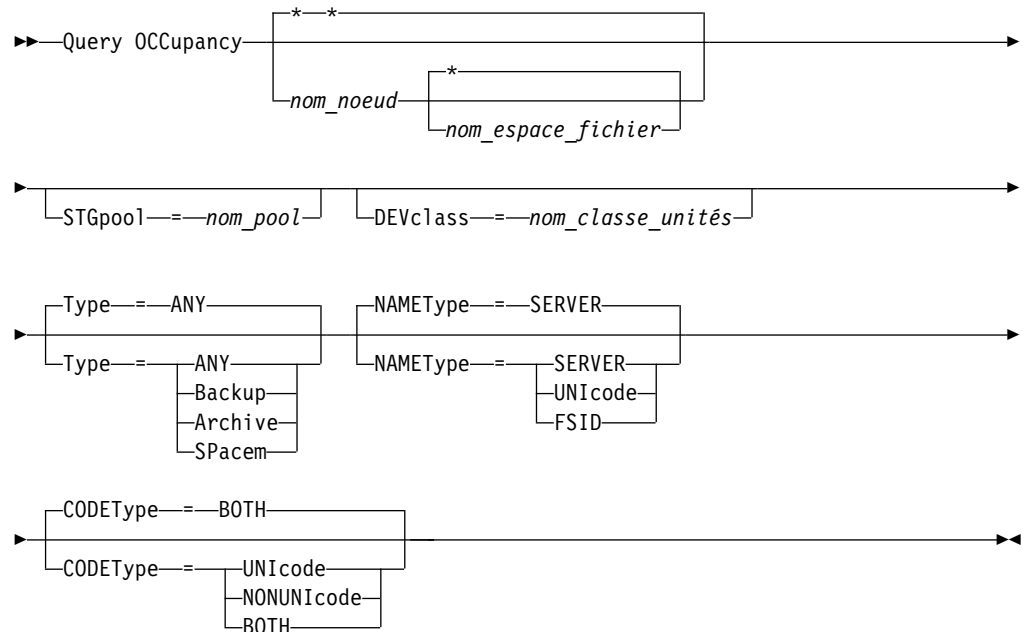 * *
Query OCCupancy
*
nom_noeud
nom_espace_fichier
STGpool = nom_pool DEVclass = nom_classe_unités
Type = ANY NAMEType = SERVER
Type = ANY NAMEType = SERVER
Backup UNIcode
Archive FSID
SPacem
CODEType = BOTH
CODEType = UNIcode
NONUNIcode
BOTH